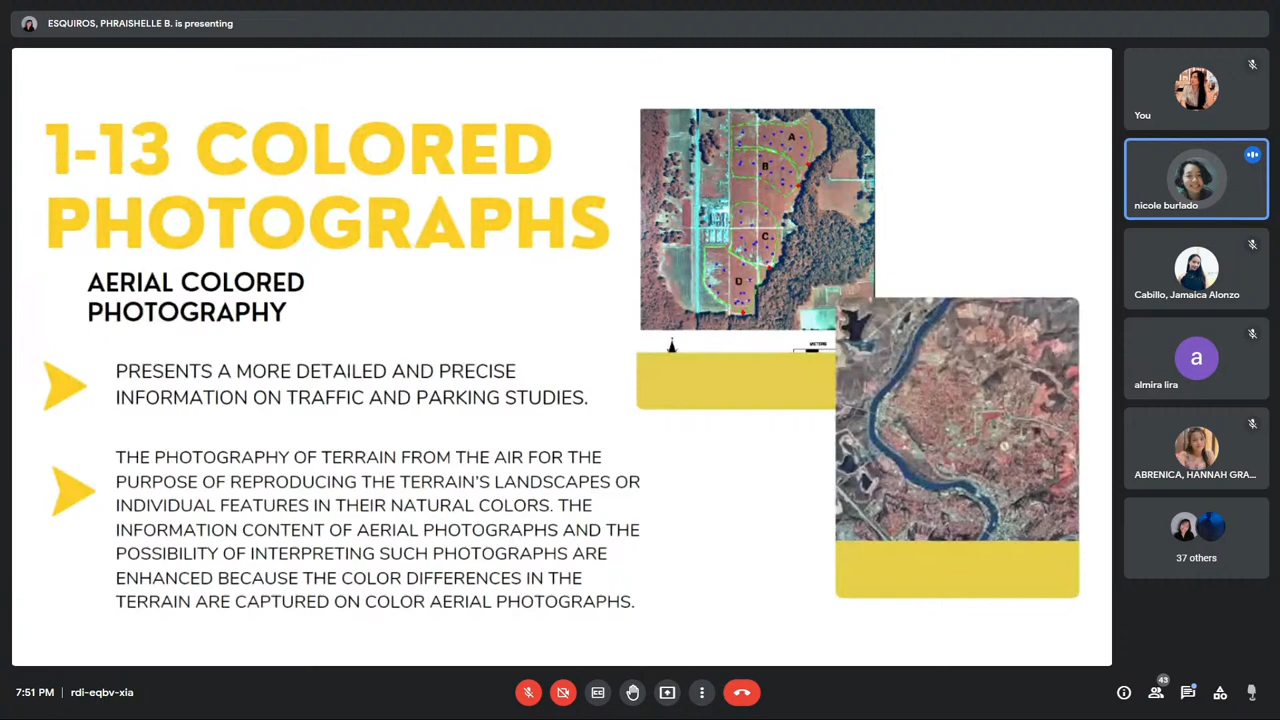 ESQUIROS, PHRAISHELLE B. is presenting
1-13 COLORED
PHOTOGRAPHS
AERIAL COLORED
PHOTOGRAPHY
PRESENTS A MORE DETAILED AND PRECISE
INFORMATION ON TRAFFIC AND PARKING STUDIES.
THE PHOTOGRAPHY OF TERRAIN FROM THE AIR FOR THE
PURPOSE OF REPRODUCING THE TERRAIN'S LANDSCAPES OR
INDIVIDUAL FEATURES IN THEIR NATURAL COLORS. THE
INFORMATION CONTENT OF AERIAL PHOTOGRAPHS AND THE
POSSIBILITY OF INTERPRETING SUCH PHOTOGRAPHS ARE
ENHANCED BECAUSE THE COLOR DIFFERENCES IN THE
TERRAIN ARE CAPTURED ON COLOR AERIAL PHOTOGRAPHS.
A
B
C
D
METERS
You
nicole burlado
Cabillo, Jamaica Alonzo
a
almira lira
ABRENICA, HANNAH GRA...
37 others
7:51 PM | rdi-eqbv-xia
43